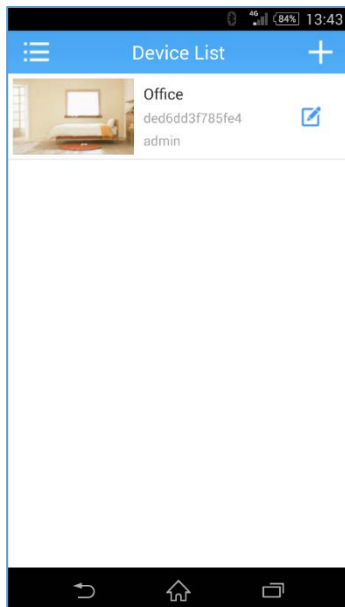 4G 84% 13:43
Device List
Office
ded6dd3f785fe4
admin